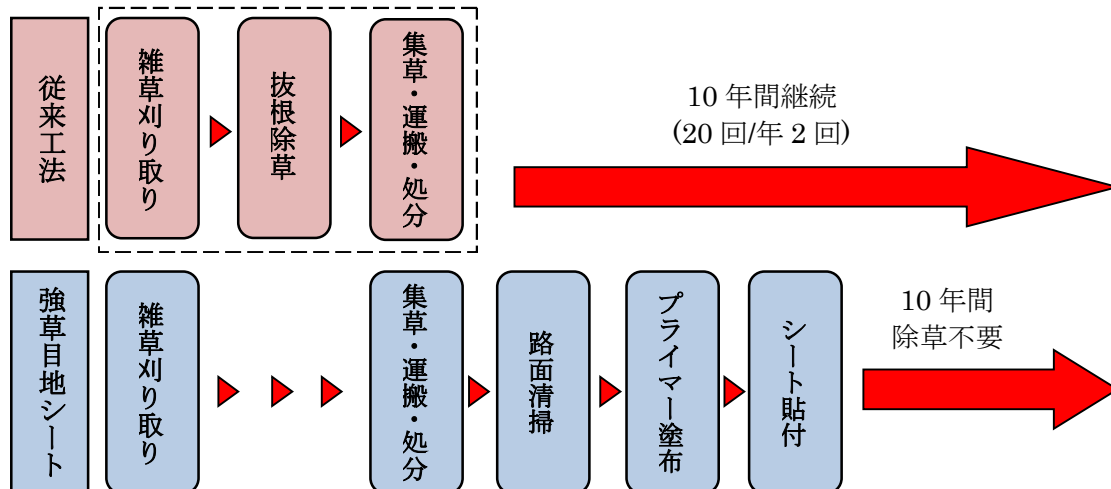 従来工法
雑草刈り取り
抜根除草
集草・運搬・処分
10 年間継続
(20 回/年 2 回)
強草目地シート
雑草刈り取り
集草・運搬・処分
路面清掃
プライマー塗布
シート貼付
10 年間
除草不要